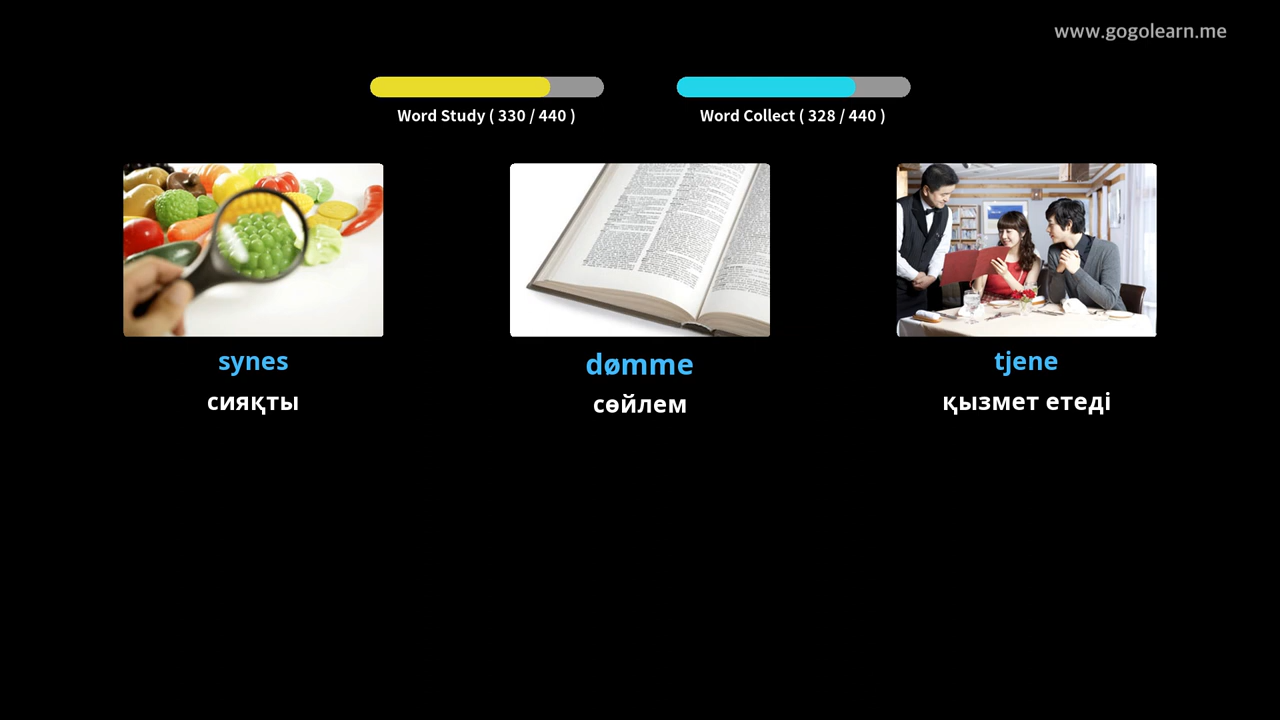 www.gogolearn.me
Word Study ( 330 / 440 )
Word Collect ( 328 / 440 )
synes
dømme
tjene
сияқты
сөйлем
қызмет етеді